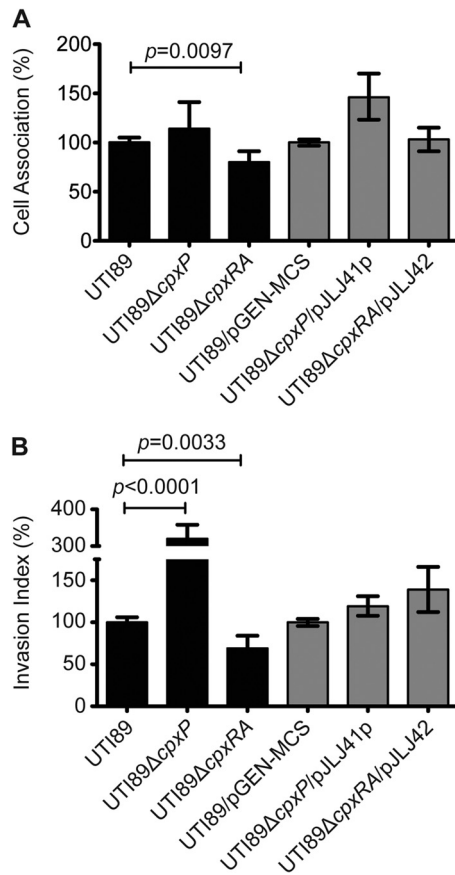 A
p=0.0097
Cell Association (%)
200
150
100
50
0
UTI89
UTI89ΔcpxP
UTI89ΔcpxRA
UTI89/pGEN-MCS
UTI89ΔcpxP/pJLJ41p
UTI89ΔcpxRA/pJLJ42
B
p=0.0033
p<0.0001
Invasion Index (%)
400
300
150
100
50
0
UTI89
UTI89ΔcpxP
UTI89ΔcpxRA
UTI89/pGEN-MCS
UTI89ΔcpxP/pJLJ41p
UTI89ΔcpxRA/pJLJ42